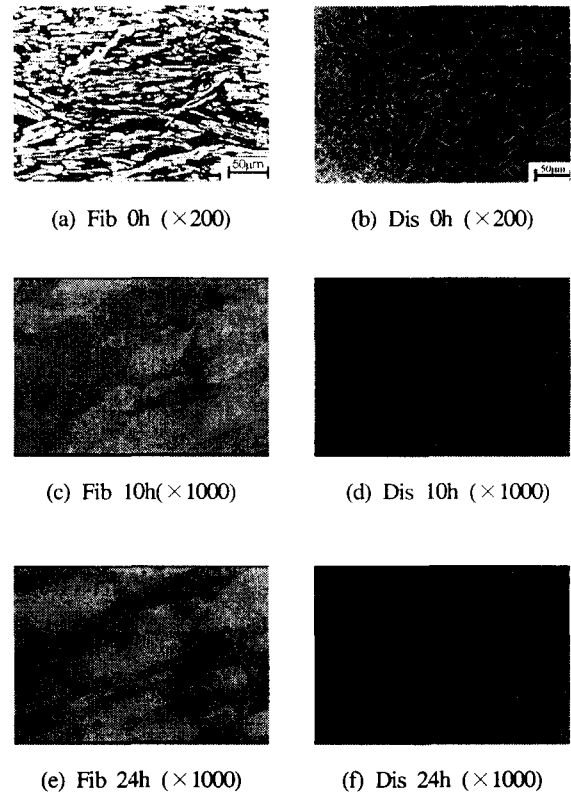 50μm
50μm
(a) Fib 0h (×200)
(b) Dis 0h (×200)
(c) Fib 10h(×1000)
(d) Dis 10h (×1000)
(e) Fib 24h (×1000)
(f) Dis 24h (×1000)